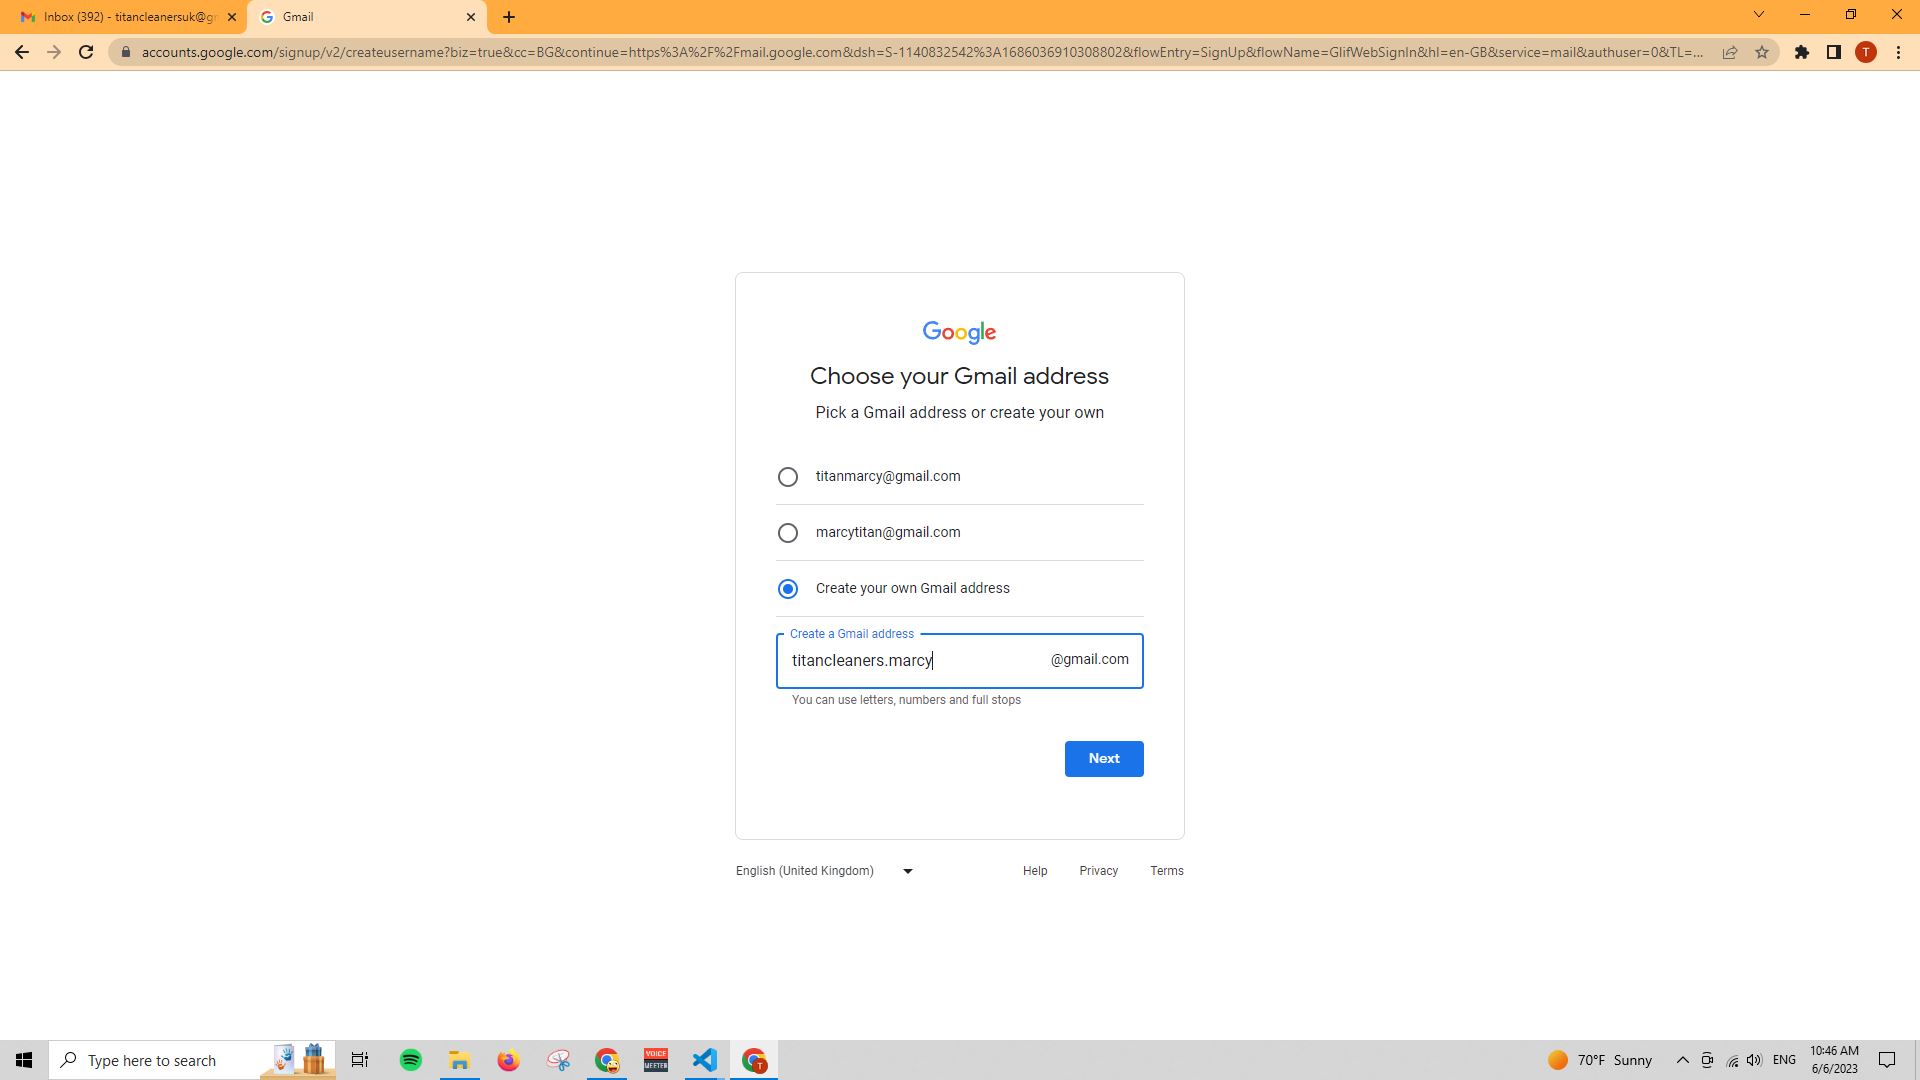 Inbox (392) - titancleanersuk@gm
Gmail
accounts.google.com/signup/v2/createusername?biz=true&cc=BG&continue=https%3A%2F%2Fmail.google.com&dsh=S-1140832542%3A1686036910308802&flowEntry=SignUp&flowName=GlifWebSignIn&hl=en-GB&service=mail&authuser=0&TL=...
T
Google
Choose your Gmail address
Pick a Gmail address or create your own
titanmarcy@gmail.com
marcytitan@gmail.com
Create your own Gmail address
Create a Gmail address
titancleaners.marcy @gmail.com
You can use letters, numbers and full stops
Next
English (United Kingdom) Help Privacy Terms
Type here to search
VOICE
MEETER
T
70°F Sunny
ENG
10:46 AM
6/6/2023